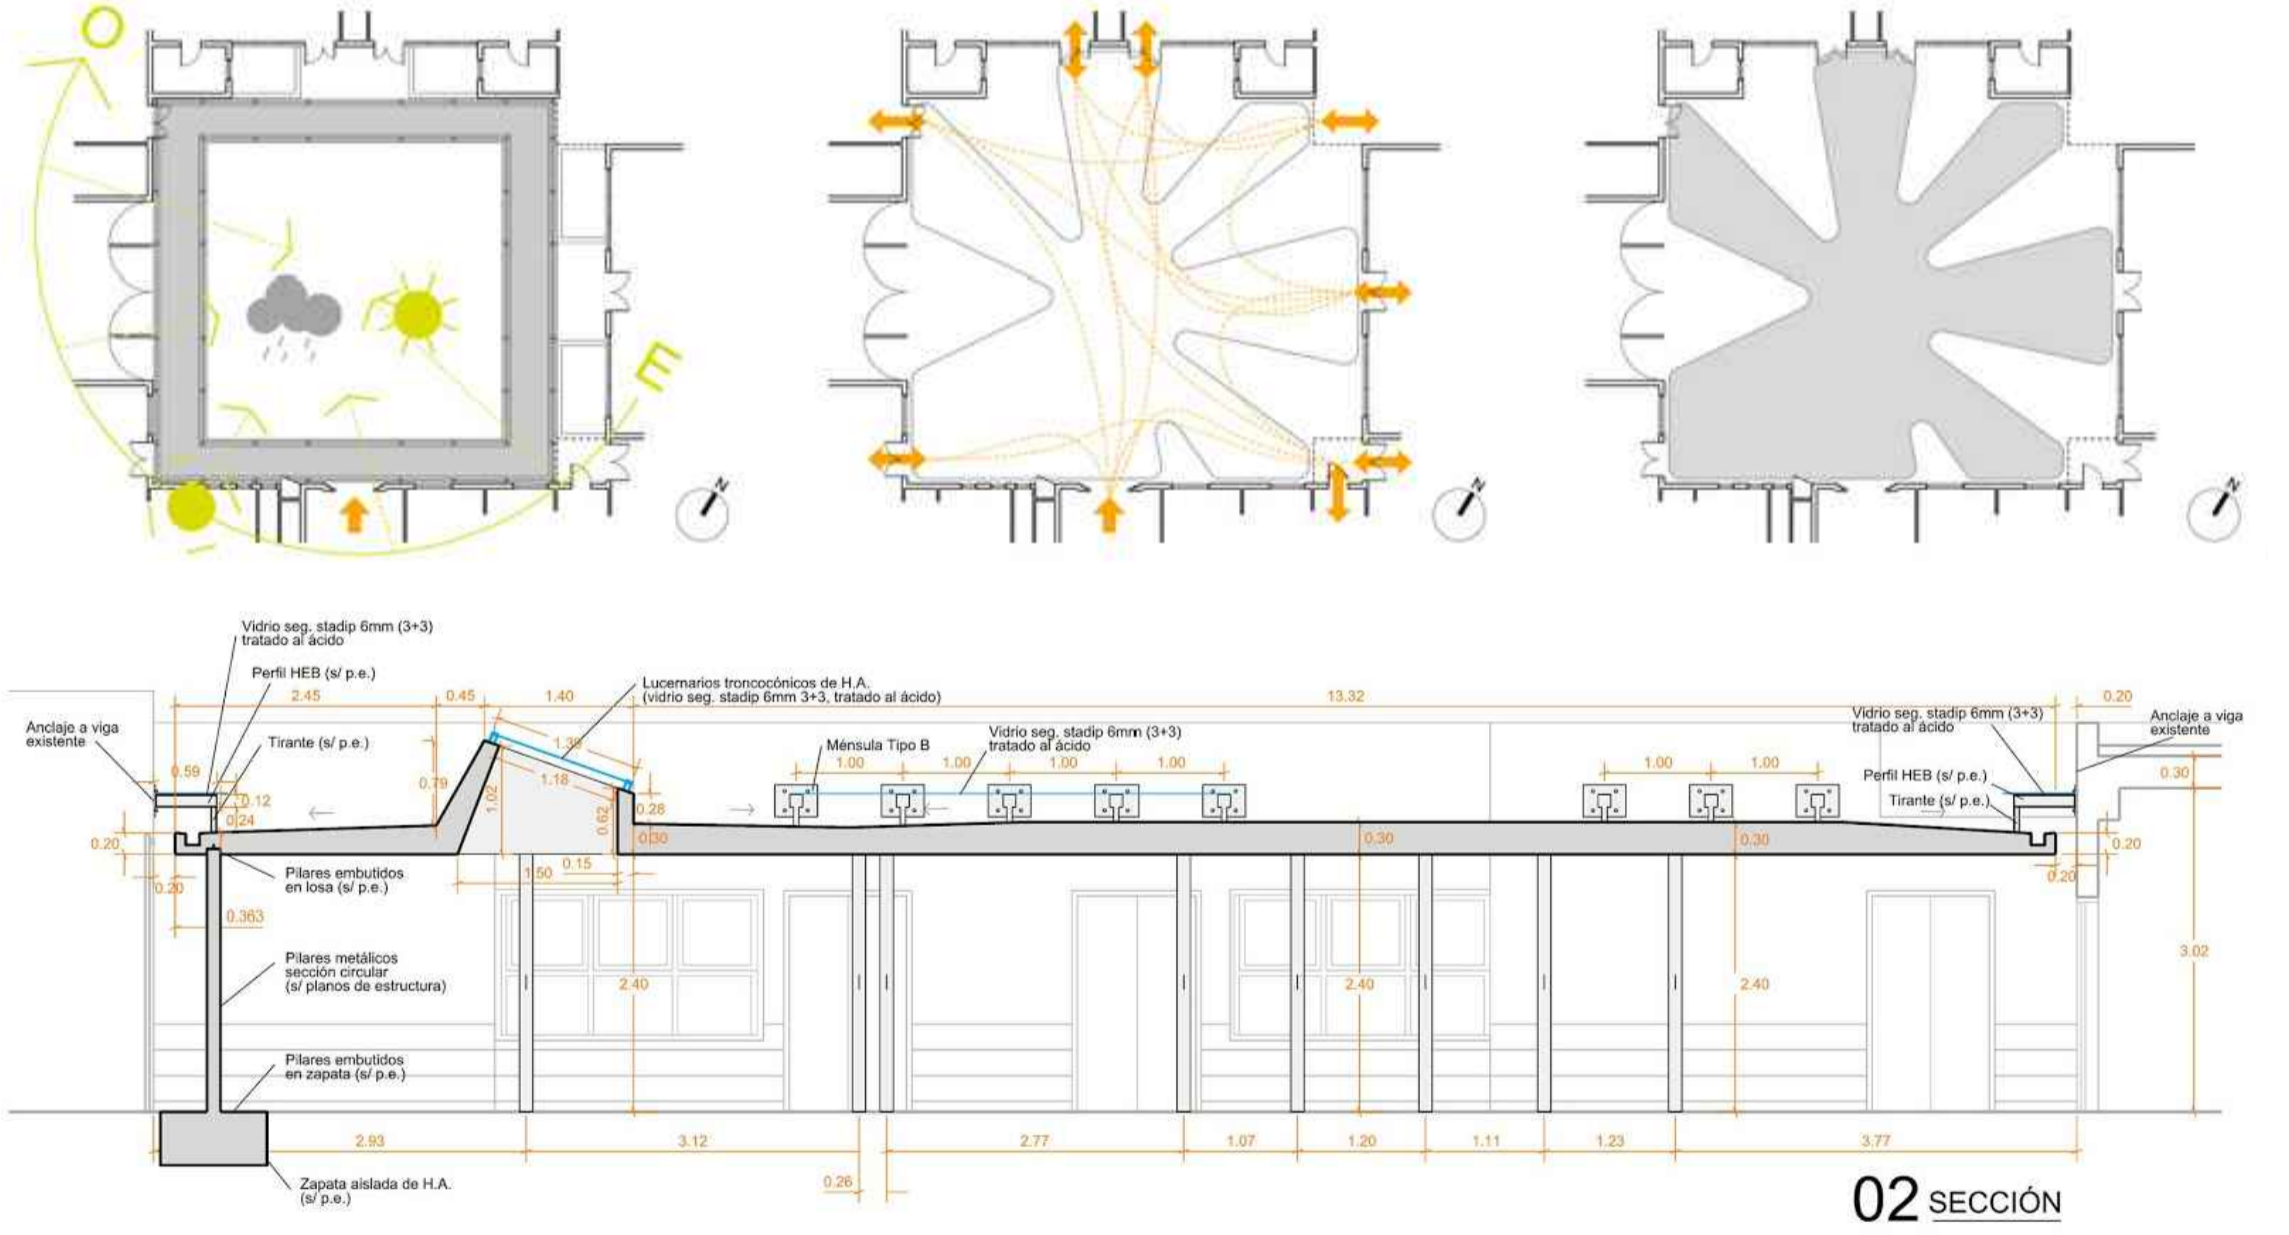 O
E
N
N
N
Vidrio seg. stadip 6mm (3+3)
tratado al ácido
Perfil HEB (s/ p.e.)
2.45
0.45
1.40
Lucernarios troncocónicos de H.A.
(vidrio seg. stadip 6mm 3+3, tratado al ácido)
13.32
0.20
Anclaje a viga
existente
Tirante (s/ p.e.)
1.39
Ménsula Tipo B
Vidrio seg. stadip 6mm (3+3)
tratado al ácido
Vidrio seg. stadip 6mm (3+3)
tratado al ácido
Anclaje a viga
existente
0.59
0.79
1.18
1.02
1.00
1.00
1.00
1.00
1.00
1.00
Perfil HEB (s/ p.e.)
0.30
0.12
0.24
0.62
0.28
Tirante (s/ p.e.)
0.20
0.30
0.30
0.30
0.20
0.20
0.15
1.50
0.20
Pilares embutidos
en losa (s/ p.e.)
0.363
Pilares metálicos
sección circular
(s/ planos de estructura)
2.40
2.40
2.40
3.02
Pilares embutidos
en zapata (s/ p.e.)
2.93
3.12
2.77
1.07
1.20
1.11
1.23
3.77
0.26
Zapata aislada de H.A.
(s/ p.e.)
02 SECCIÓN